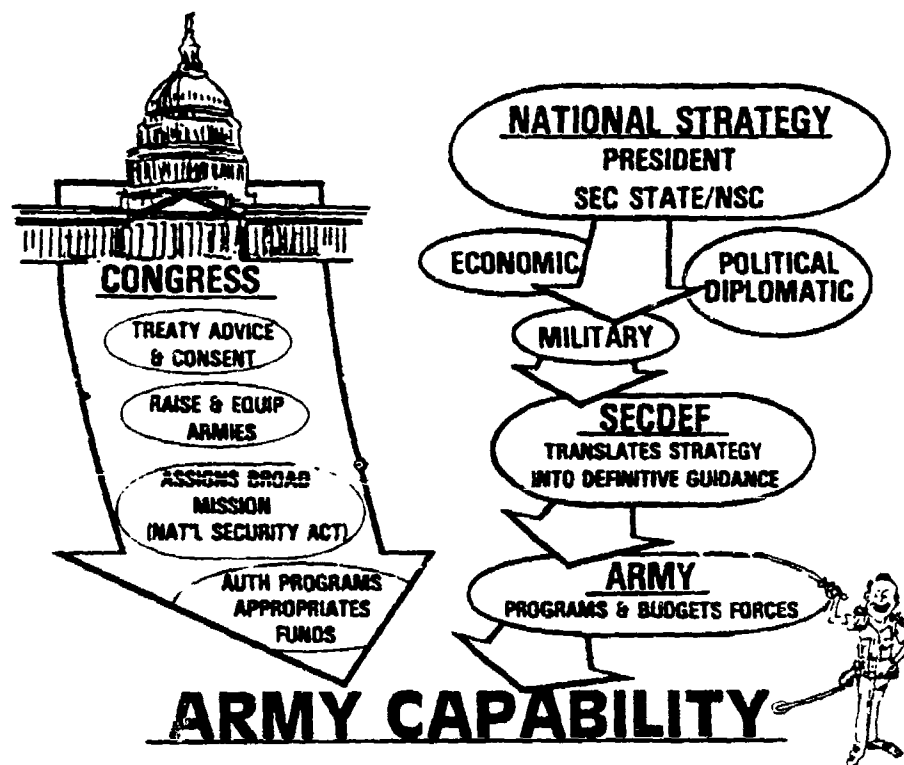 CONGRESS
TREATY ADVICE
& CONSENT
RAISE & EQUIP
ARMIES
ASSIGNS BROAD
MISSION
(NAT'L SECURITY ACT)
AUTH PROGRAMS
APPROPRIATES
FUNDS
NATIONAL STRATEGY
PRESIDENT
SEC STATE/NSC
ECONOMIC
POLITICAL
DIPLOMATIC
MILITARY
SECDEF
TRANSLATES STRATEGY
INTO DEFINITIVE GUIDANCE
ARMY
PROGRAMS & BUDGETS FORCES
ARMY CAPABILITY